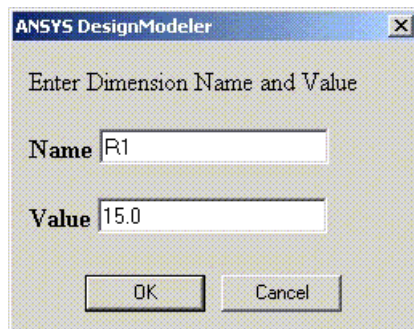 ANSYS DesignModeler
Enter Dimension Name and Value
Name R1
Value 15.0
OK Cancel